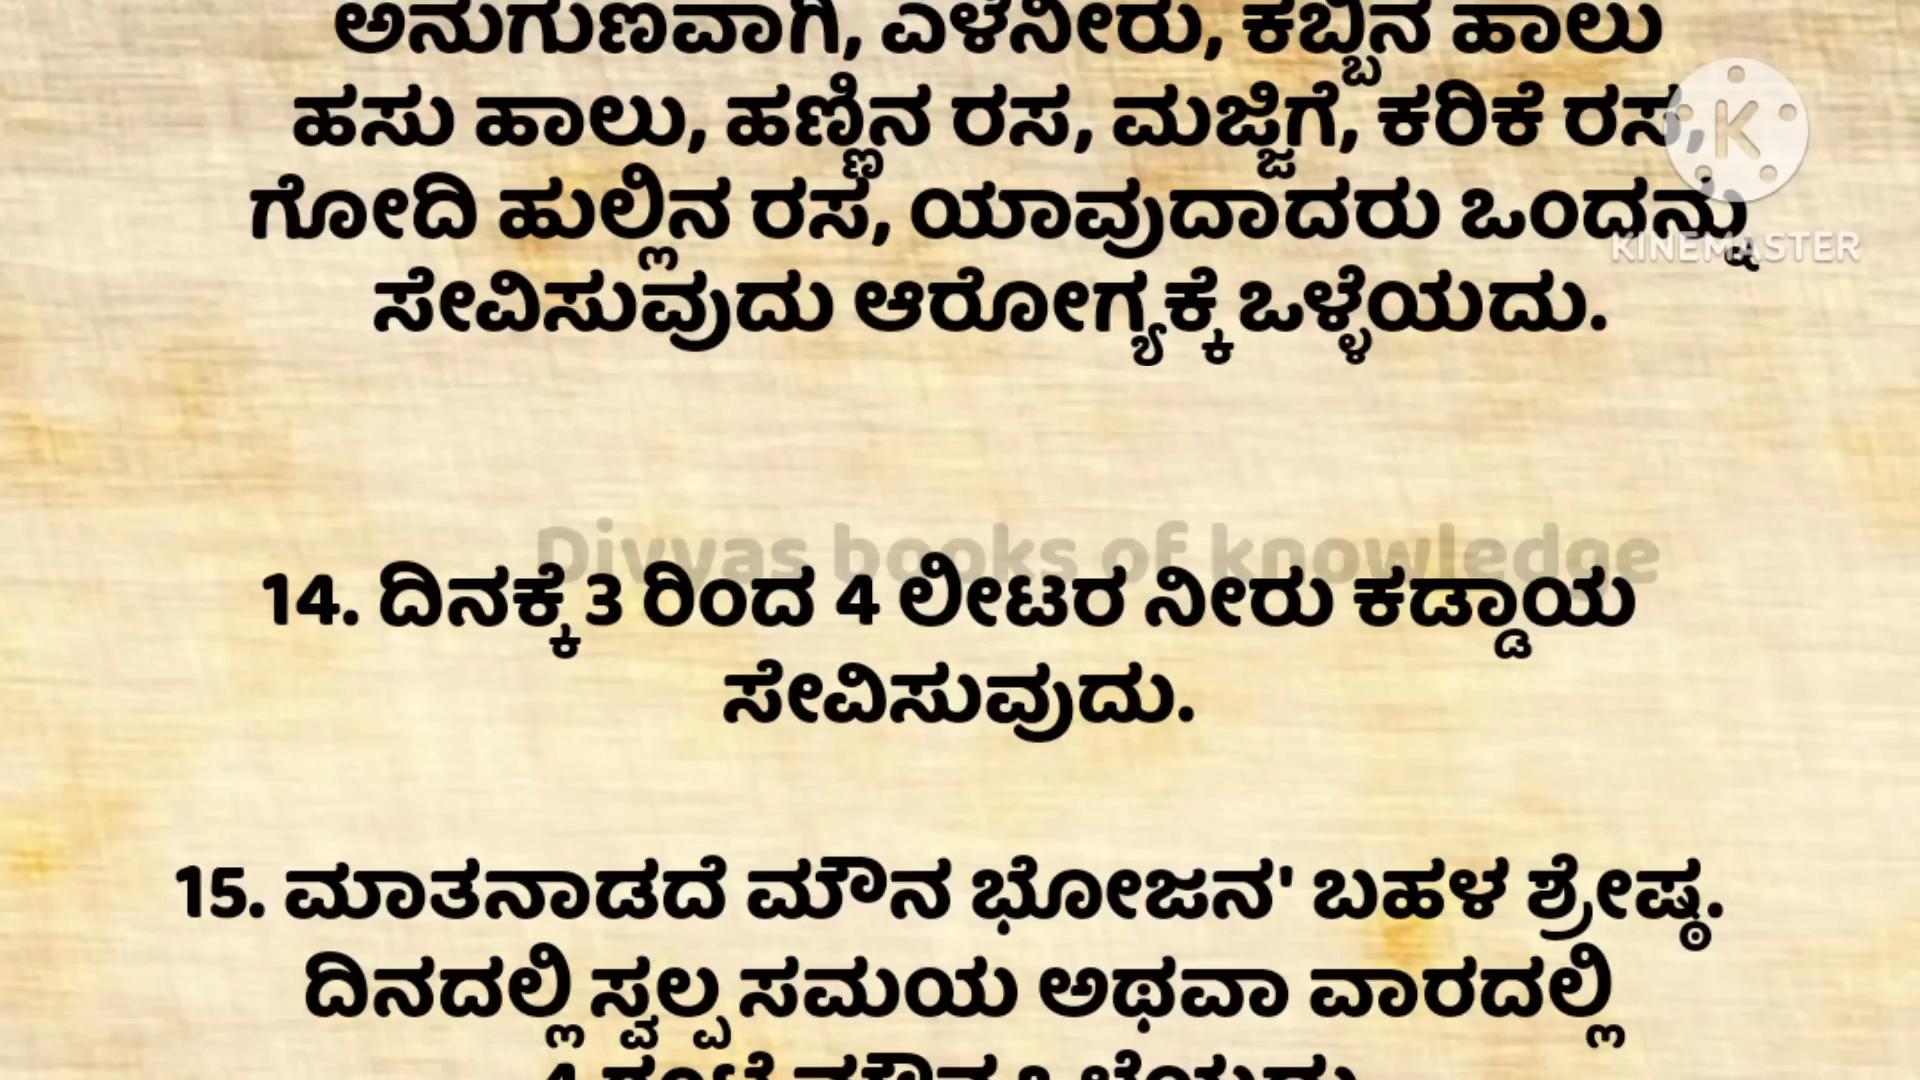 ಅನುಗುಣವಾಗಿ, ಎಳನೀರು, ಕಬ್ಬಿನ ಹಾಲು
ಹಸು ಹಾಲು, ಹಣ್ಣಿನ ರಸ, ಮಜ್ಜಿಗೆ, ಕರಿಕೆ ರಸ,
ಗೋದಿ ಹುಲ್ಲಿನ ರಸ, ಯಾವುದಾದರು ಒಂದನ್ನು
KINEMASTER
ಸೇವಿಸುವುದು ಆರೋಗ್ಯಕ್ಕೆ ಒಳ್ಳೆಯದು.
Divyas books of knowledge
14. ದಿನಕ್ಕೆ 3 ರಿಂದ 4 ಲೀಟರ ನೀರು ಕಡ್ಡಾಯ
ಸೇವಿಸುವುದು.
15. ಮಾತನಾಡದೆ ಮೌನ ಭೋಜನ' ಬಹಳ ಶ್ರೇಷ್ಠ.
ದಿನದಲ್ಲಿ ಸ್ವಲ್ಪ ಸಮಯ ಅಥವಾ ವಾರದಲ್ಲಿ